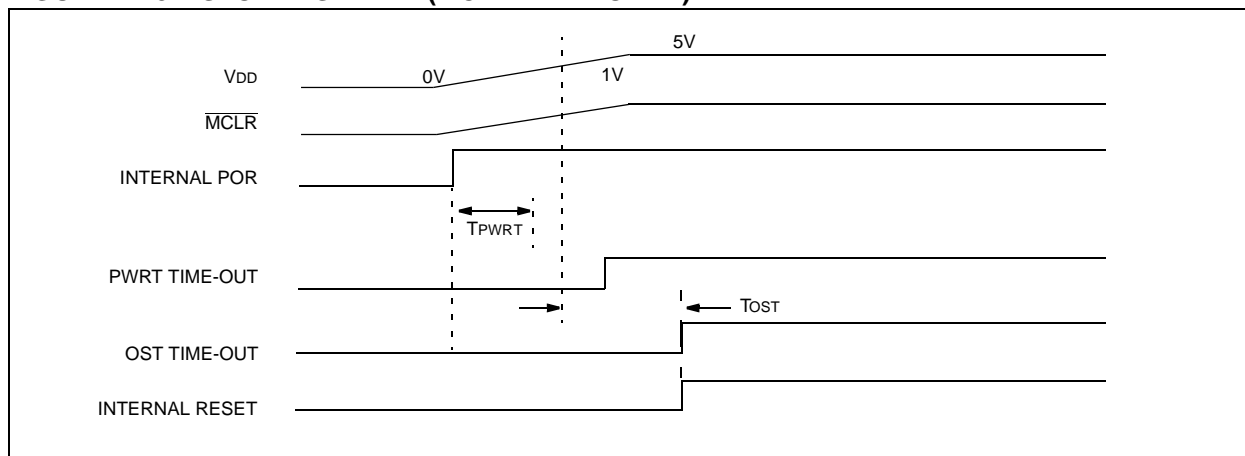 5V
VDD
0V
1V
MCLR
INTERNAL POR
TPWRT
PWRT TIME-OUT
TOST
OST TIME-OUT
INTERNAL RESET